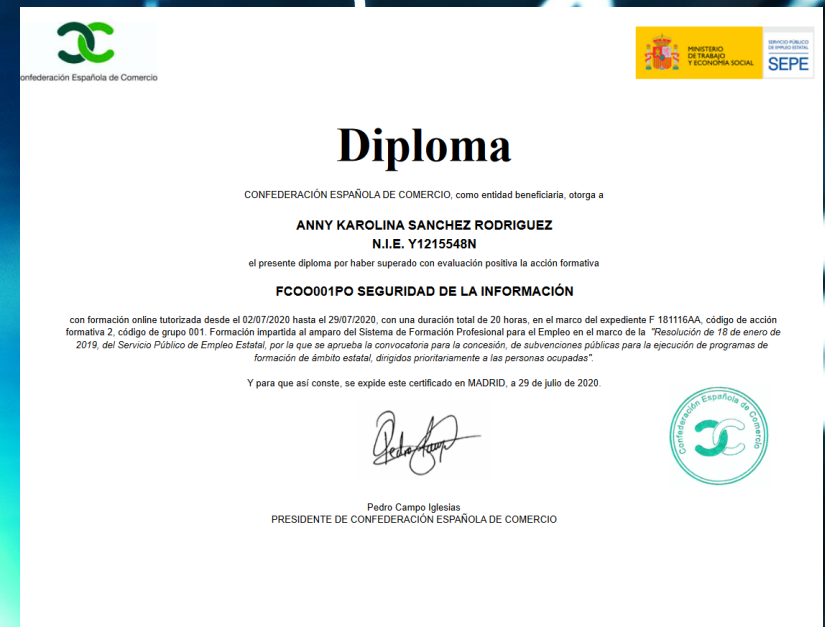 onfederación Española de Comercio
MINISTERIO
DE TRABAJO
Y ECONOMÍA SOCIAL
SERVICIO PÚBLICO
DE EMPLEO ESTATAL
SEPE
Diploma
CONFEDERACIÓN ESPAÑOLA DE COMERCIO, como entidad beneficiaria, otorga a
ANNY KAROLINA SANCHEZ RODRIGUEZ
N.I.E. Y1215548N
el presente diploma por haber superado con evaluación positiva la acción formativa
FCOO001PO SEGURIDAD DE LA INFORMACIÓN
con formación online tutorizada desde el 02/07/2020 hasta el 29/07/2020, con una duración total de 20 horas, en el marco del expediente F 181116AA, código de acción
formativa 2, código de grupo 001. Formación impartida al amparo del Sistema de Formación Profesional para el Empleo en el marco de la "Resolución de 18 de enero de
2019, del Servicio Público de Empleo Estatal, por la que se aprueba la convocatoria para la concesión, de subvenciones públicas para la ejecución de programas de
formación de ámbito estatal, dirigidos prioritariamente a las personas ocupadas".
Y para que así conste, se expide este certificado en MADRID, a 29 de julio de 2020.
Confederación Española de Comercio
Pedro Campo Iglesias
PRESIDENTE DE CONFEDERACIÓN ESPAÑOLA DE COMERCIO